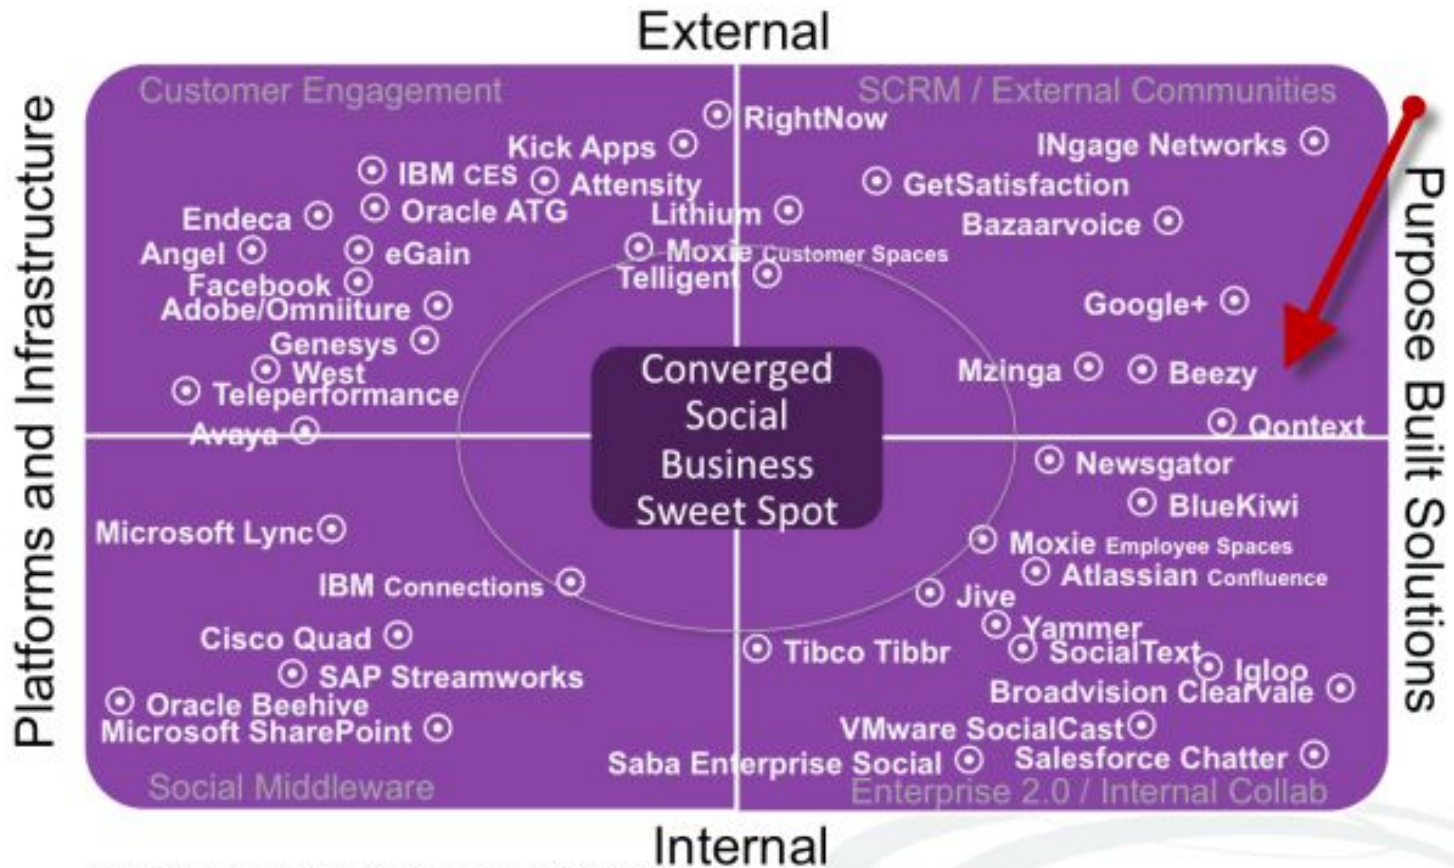 External
Customer Engagement
SCRM / External Communities
Platforms and Infrastructure
Purpose Built Solutions
RightNow
Kick Apps
INgage Networks
IBM CES
Attensity
GetSatisfaction
Endeca
Oracle ATG
Lithium
Bazaarvoice
Angel
eGain
Moxie Customer Spaces
Facebook
Telligent
Adobe/Omniiture
Google+
Genesys
West
Mzinga
Beezy
Teleperformance
Avaya
Qontext
Converged
Social
Business
Sweet Spot
Newsgator
BlueKiwi
Microsoft Lync
Moxie Employee Spaces
IBM Connections
Atlassian Confluence
Jive
Cisco Quad
Yammer
Tibco Tibbr
SocialText
SAP Streamworks
Igloo
Oracle Beehive
Broadvision Clearvale
Microsoft SharePoint
VMware SocialCast
Saba Enterprise Social
Salesforce Chatter
Social Middleware
Enterprise 2.0 / Internal Collab
Internal